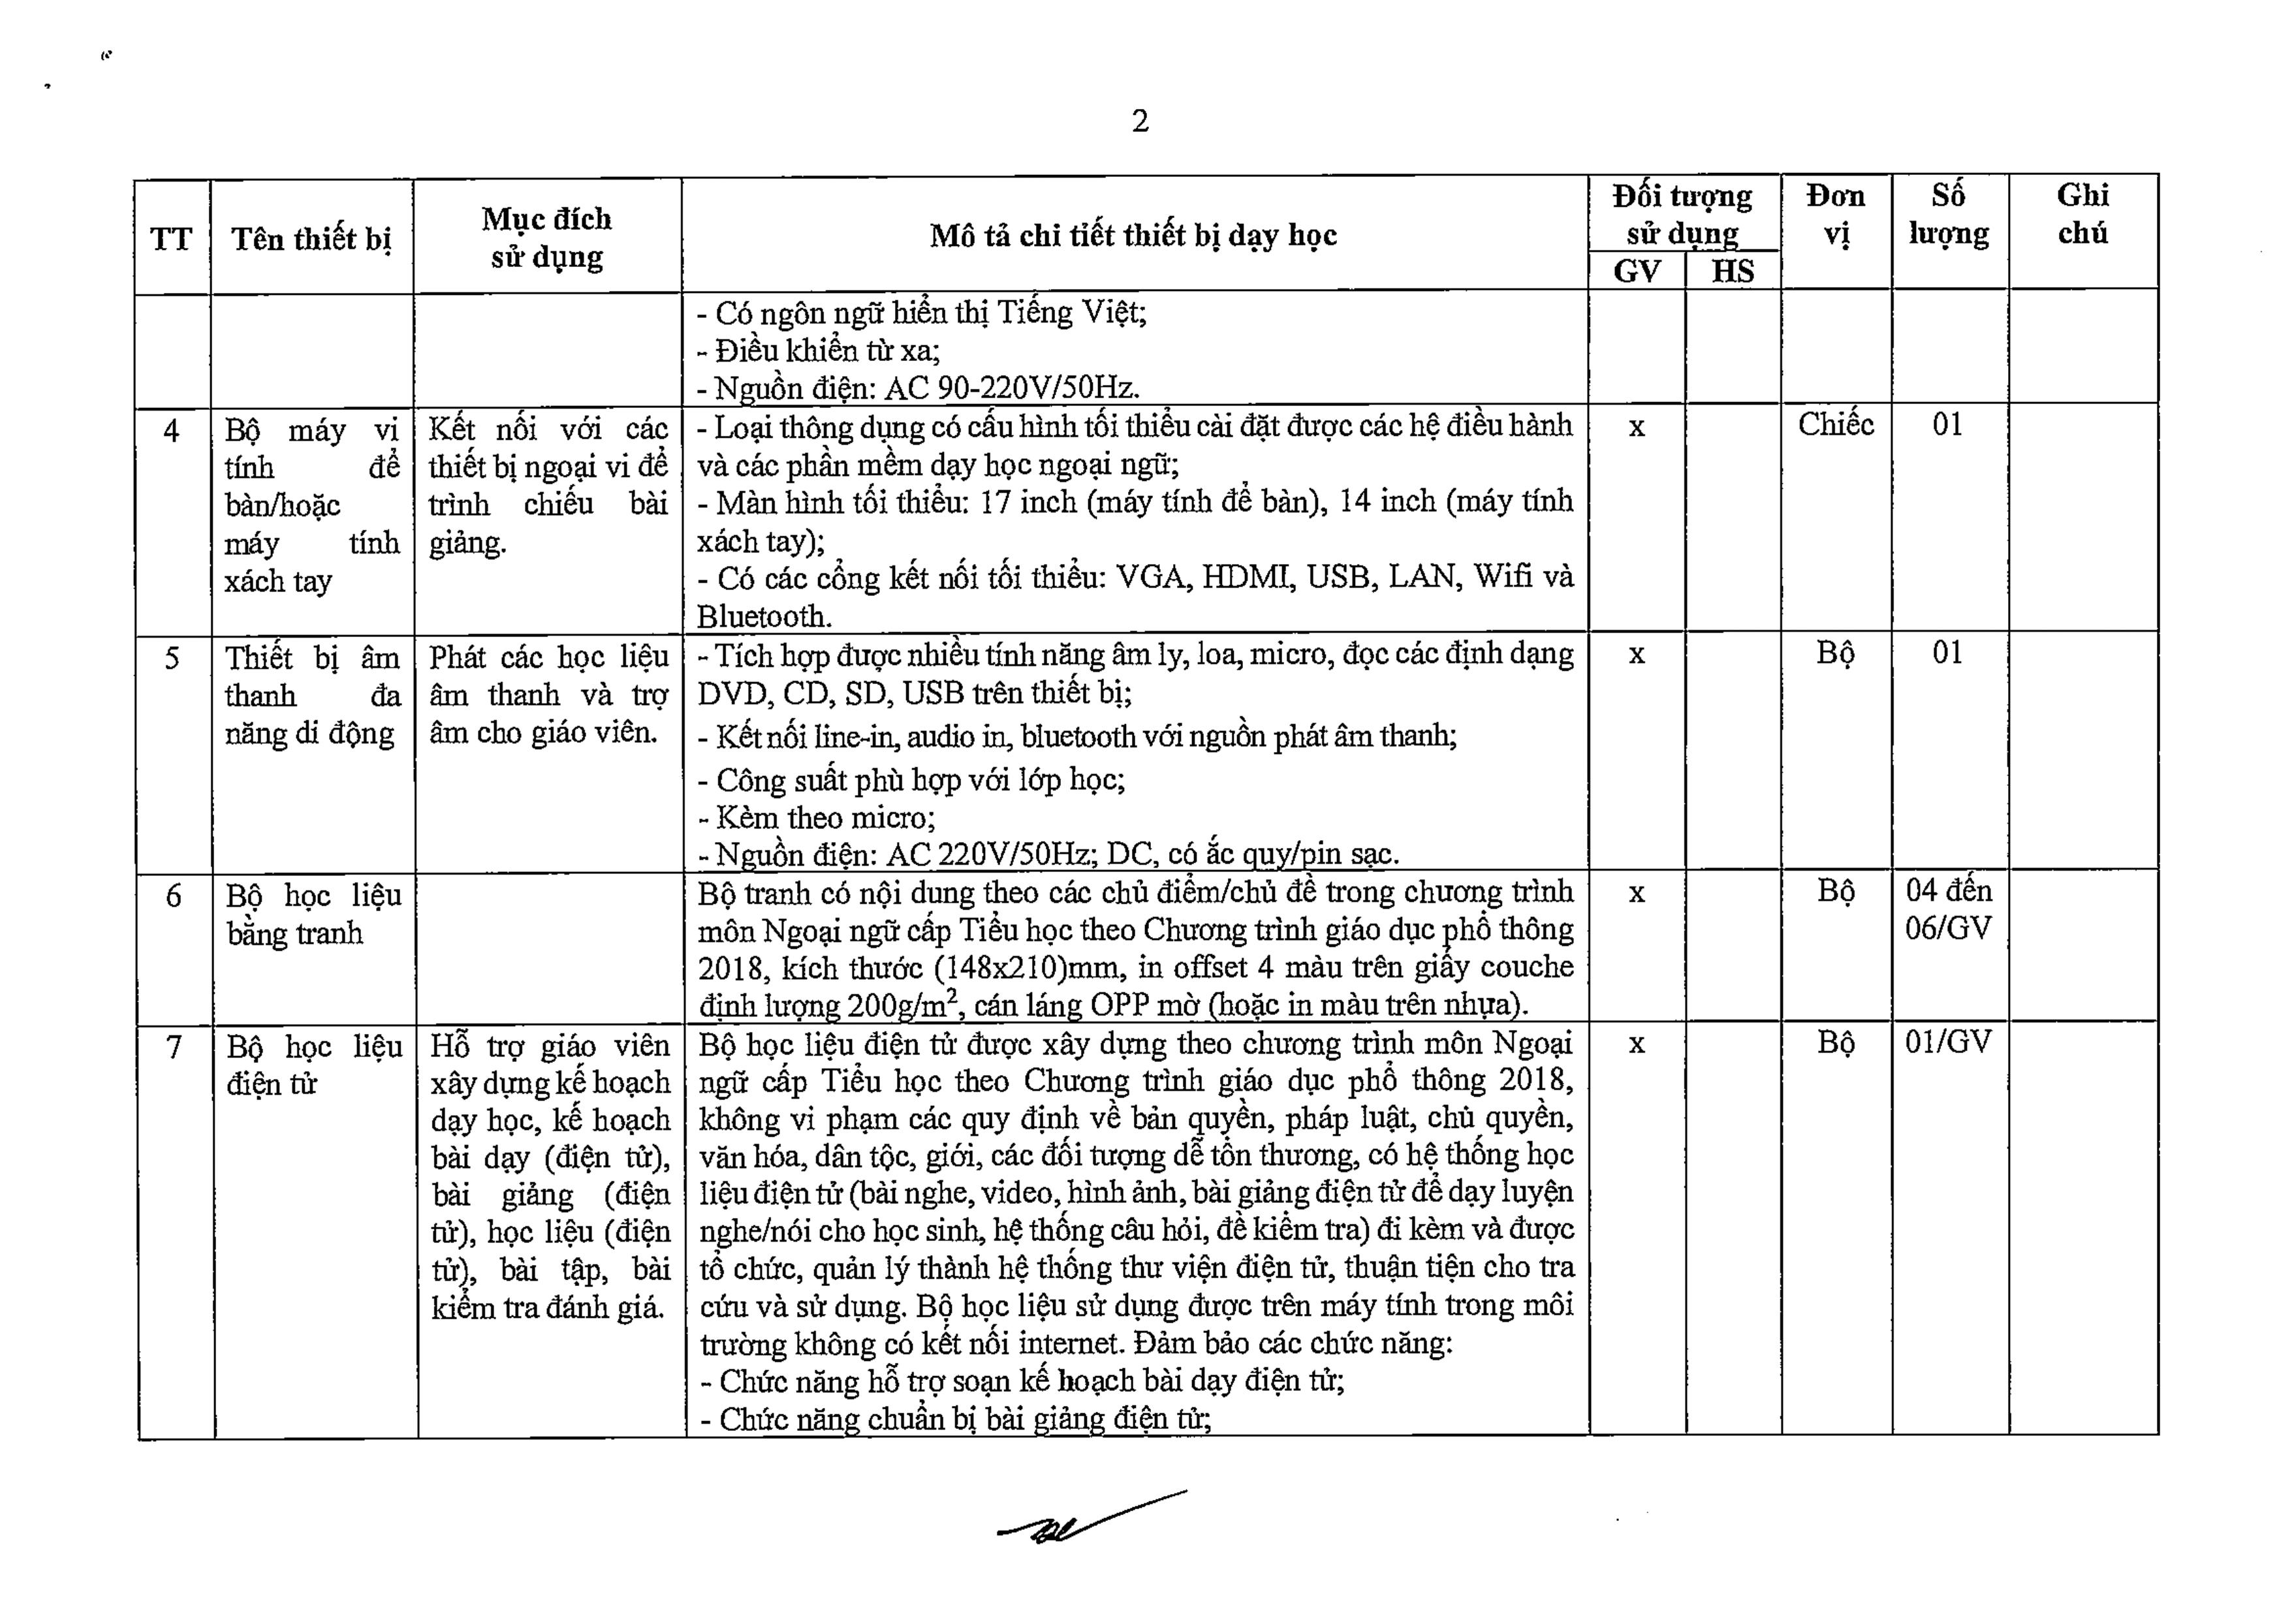 2
TT
Tên thiết bị
Mục đích
sử dụng
Mô tả chi tiết thiết bị dạy học
Đối tượng
sử dụng
GV
HS
Đơn
vị
Số
lượng
Ghi
chú
- Có ngôn ngữ hiển thị Tiếng Việt;
- Điều khiển từ xa;
- Nguồn điện: AC 90-220V/50Hz.
4
Bộ máy vi
tính để
bàn/hoặc
máy tính
xách tay
Kết nối với các
thiết bị ngoại vi để
trình chiếu bài
giảng.
- Loại thông dụng có cấu hình tối thiểu cài đặt được các hệ điều hành
và các phần mềm dạy học ngoại ngữ;
- Màn hình tối thiểu: 17 inch (máy tính để bàn), 14 inch (máy tính
xách tay);
- Có các cổng kết nối tối thiểu: VGA, HDMI, USB, LAN, Wifi và
Bluetooth.
x
Chiếc
01
5
Thiết bị âm
thanh đa
năng di động
Phát các học liệu
âm thanh và trợ
âm cho giáo viên.
- Tích hợp được nhiều tính năng âm ly, loa, micro, đọc các định dạng
DVD, CD, SD, USB trên thiết bị;
- Kết nối line-in, audio in, bluetooth với nguồn phát âm thanh;
- Công suất phù hợp với lớp học;
- Kèm theo micro;
- Nguồn điện: AC 220V/50Hz; DC, có ắc quy/pin sạc.
x
Bộ
01
6
Bộ học liệu
bằng tranh
Bộ tranh có nội dung theo các chủ điểm/chủ đề trong chương trình
môn Ngoại ngữ cấp Tiểu học theo Chương trình giáo dục phổ thông
2018, kích thước (148x210)mm, in offset 4 màu trên giấy couche
định lượng 200g/m², cán láng OPP mờ (hoặc in màu trên nhựa).
x
Bộ
04 đến
06/GV
7
Bộ học liệu
điện tử
Hỗ trợ giáo viên
xây dựng kế hoạch
dạy học, kế hoạch
bài dạy (điện tử),
bài giảng (điện
tử), học liệu (điện
tử), bài tập, bài
kiểm tra đánh giá.
Bộ học liệu điện tử được xây dựng theo chương trình môn Ngoại
ngữ cấp Tiểu học theo Chương trình giáo dục phổ thông 2018,
không vi phạm các quy định về bản quyền, pháp luật, chủ quyền,
văn hóa, dân tộc, giới, các đối tượng dễ tổn thương, có hệ thống học
liệu điện tử (bài nghe, video, hình ảnh, bài giảng điện tử để dạy luyện
nghe/nói cho học sinh, hệ thống câu hỏi, đề kiểm tra) đi kèm và được
tổ chức, quản lý thành hệ thống thư viện điện tử, thuận tiện cho tra
cứu và sử dụng. Bộ học liệu sử dụng được trên máy tính trong môi
trường không có kết nối internet. Đảm bảo các chức năng:
- Chức năng hỗ trợ soạn kế hoạch bài dạy điện tử;
- Chức năng chuẩn bị bài giảng điện tử;
x
Bộ
01/GV